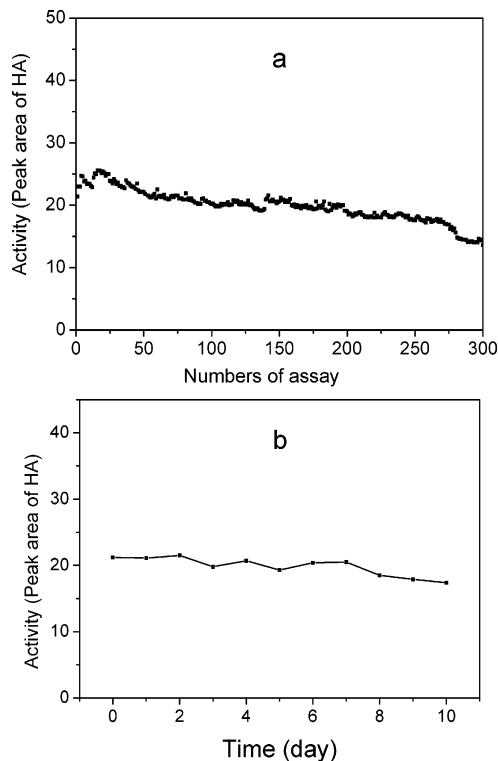 a
Activity (Peak area of HA)
50
40
30
20
10
0
0 50 100 150 200 250 300
Numbers of assay
b
Activity (Peak area of HA)
40
30
20
10
0
0 2 4 6 8 10
Time (day)